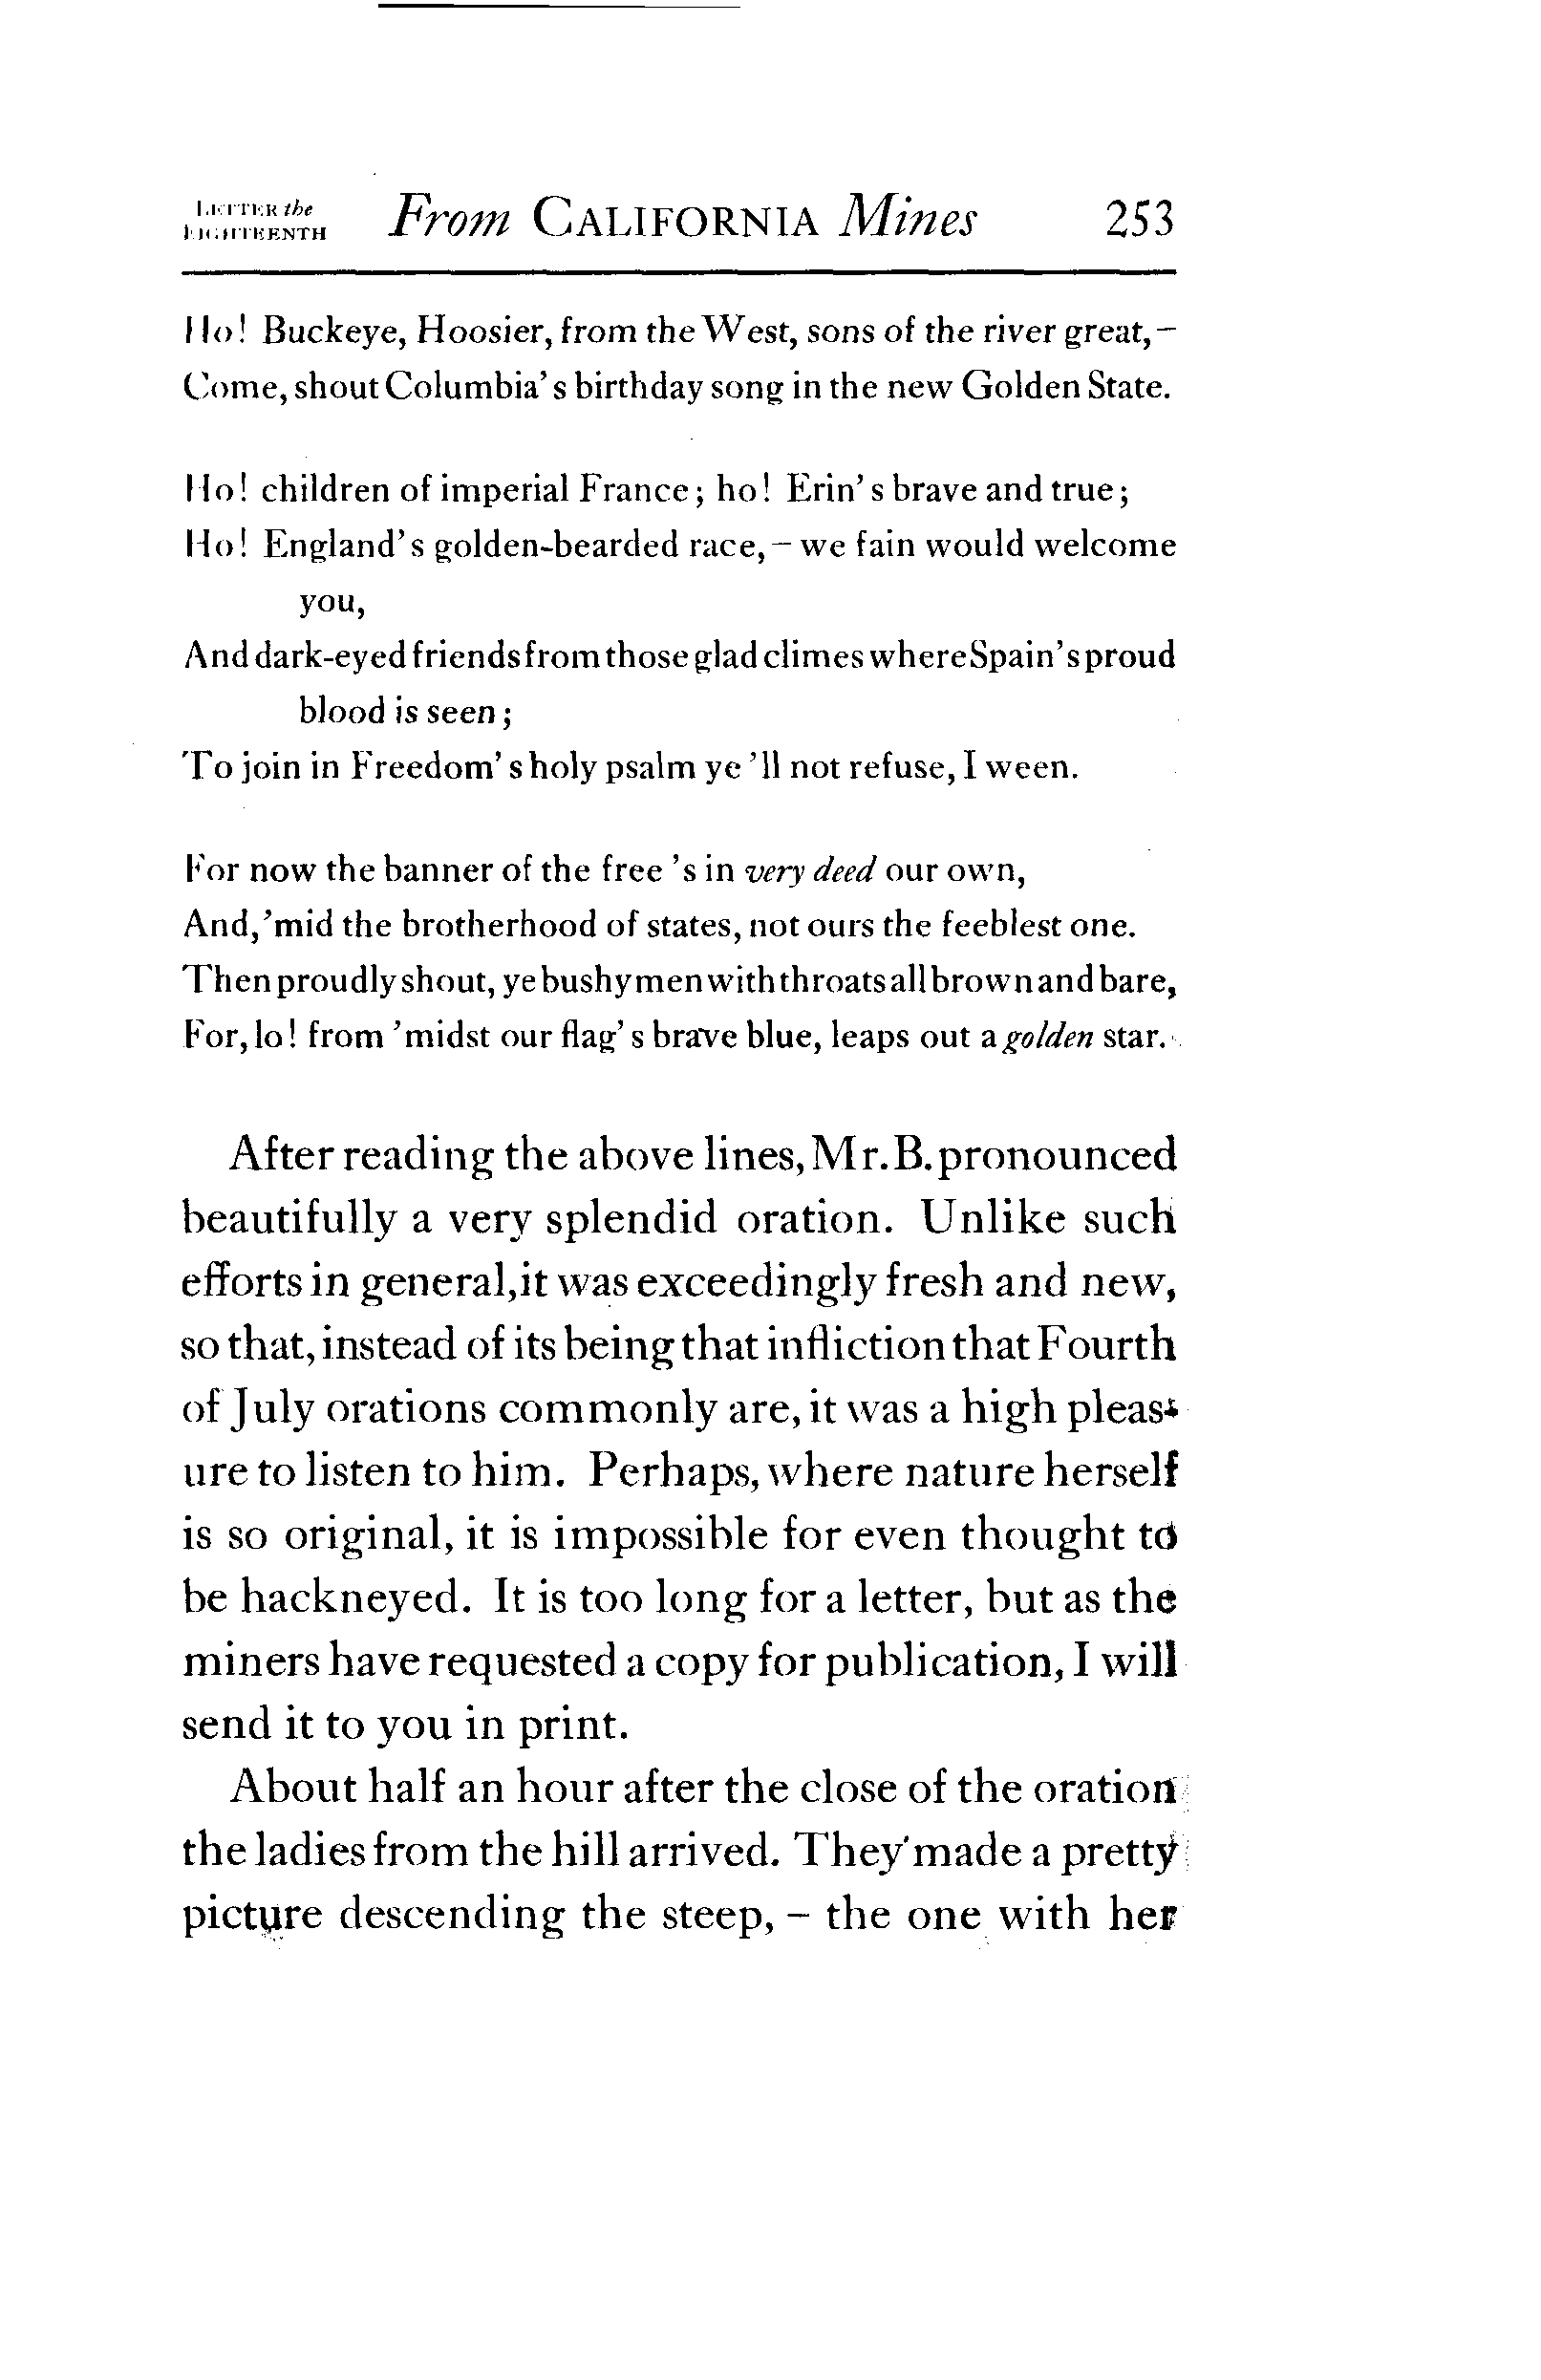 LETTER the
EIGHTEENTH
From CALIFORNIA Mines 253
Ho! Buckeye, Hoosier, from the West, sons of the river great,–
Come, shout Columbia's birthday song in the new Golden State.
Ho! children of imperial France; ho! Erin's brave and true;
Ho! England's golden-bearded race,– we fain would welcome
you,
And dark-eyed friends from those glad climes where Spain's proud
blood is seen;
To join in Freedom's holy psalm ye 'll not refuse, I ween.
For now the banner of the free 's in very deed our own,
And, 'mid the brotherhood of states, not ours the feeblest one.
Then proudly shout, ye bushy men with throats all brown and bare,
For, lo! from 'midst our flag's brave blue, leaps out a golden star.
After reading the above lines, Mr. B. pronounced
beautifully a very splendid oration. Unlike such
efforts in general, it was exceedingly fresh and new,
so that, instead of its being that infliction that Fourth
of July orations commonly are, it was a high pleas-
ure to listen to him. Perhaps, where nature herself
is so original, it is impossible for even thought to
be hackneyed. It is too long for a letter, but as the
miners have requested a copy for publication, I will
send it to you in print.
About half an hour after the close of the oration
the ladies from the hill arrived. They made a pretty
picture descending the steep, – the one with her